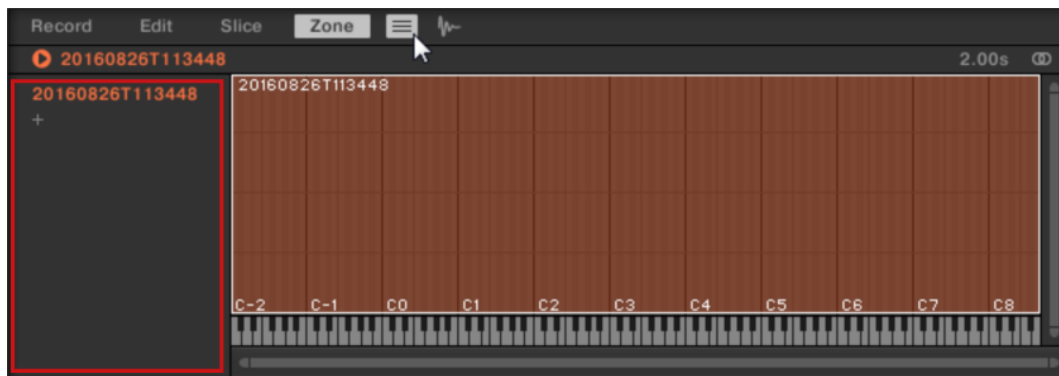 Record Edit Slice Zone
20160826T113448 2.00s
20160826T113448
+
20160826T113448
C-2 C-1 C0 C1 C2 C3 C4 C5 C6 C7 C8